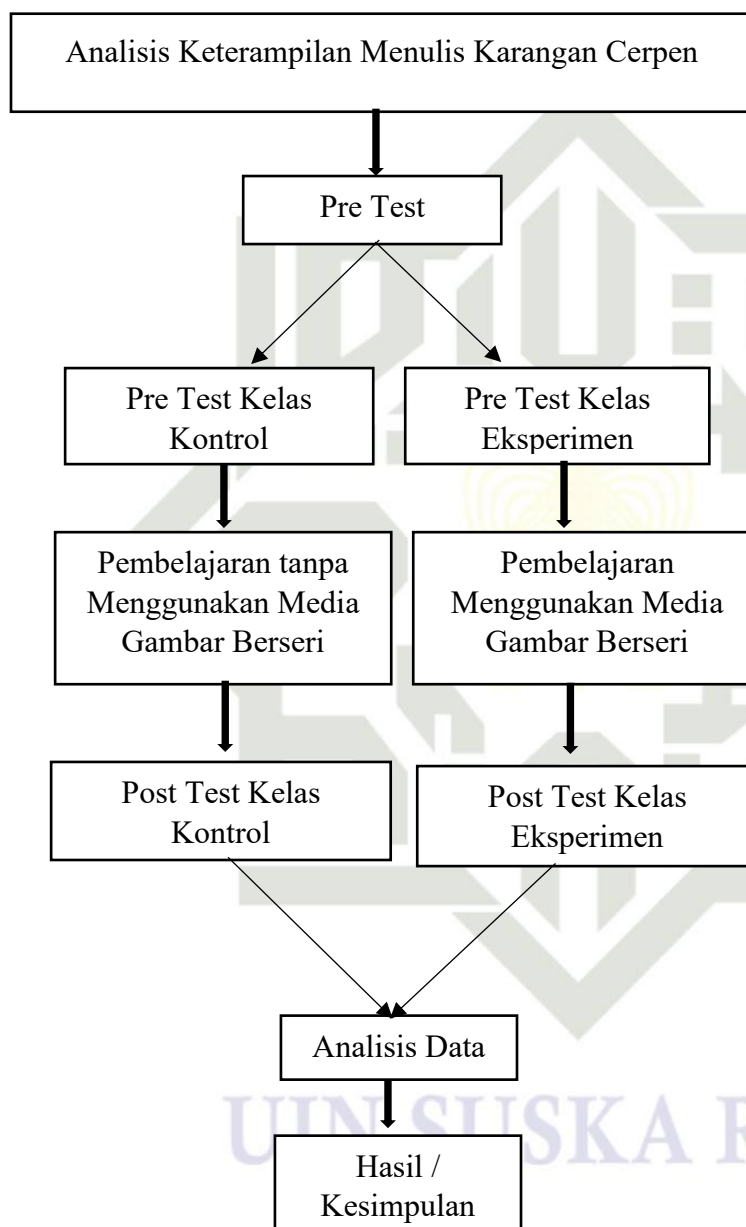 Analisis Keterampilan Menulis Karangan Cerpen
Pre Test
Pre Test Kelas
Kontrol
Pre Test Kelas
Eksperimen
Pembelajaran tanpa
Menggunakan Media
Gambar Berseri
Pembelajaran
Menggunakan Media
Gambar Berseri
Post Test Kelas
Kontrol
Post Test Kelas
Eksperimen
Analisis Data
UIN SUSKA R
Hasil /
Kesimpulan